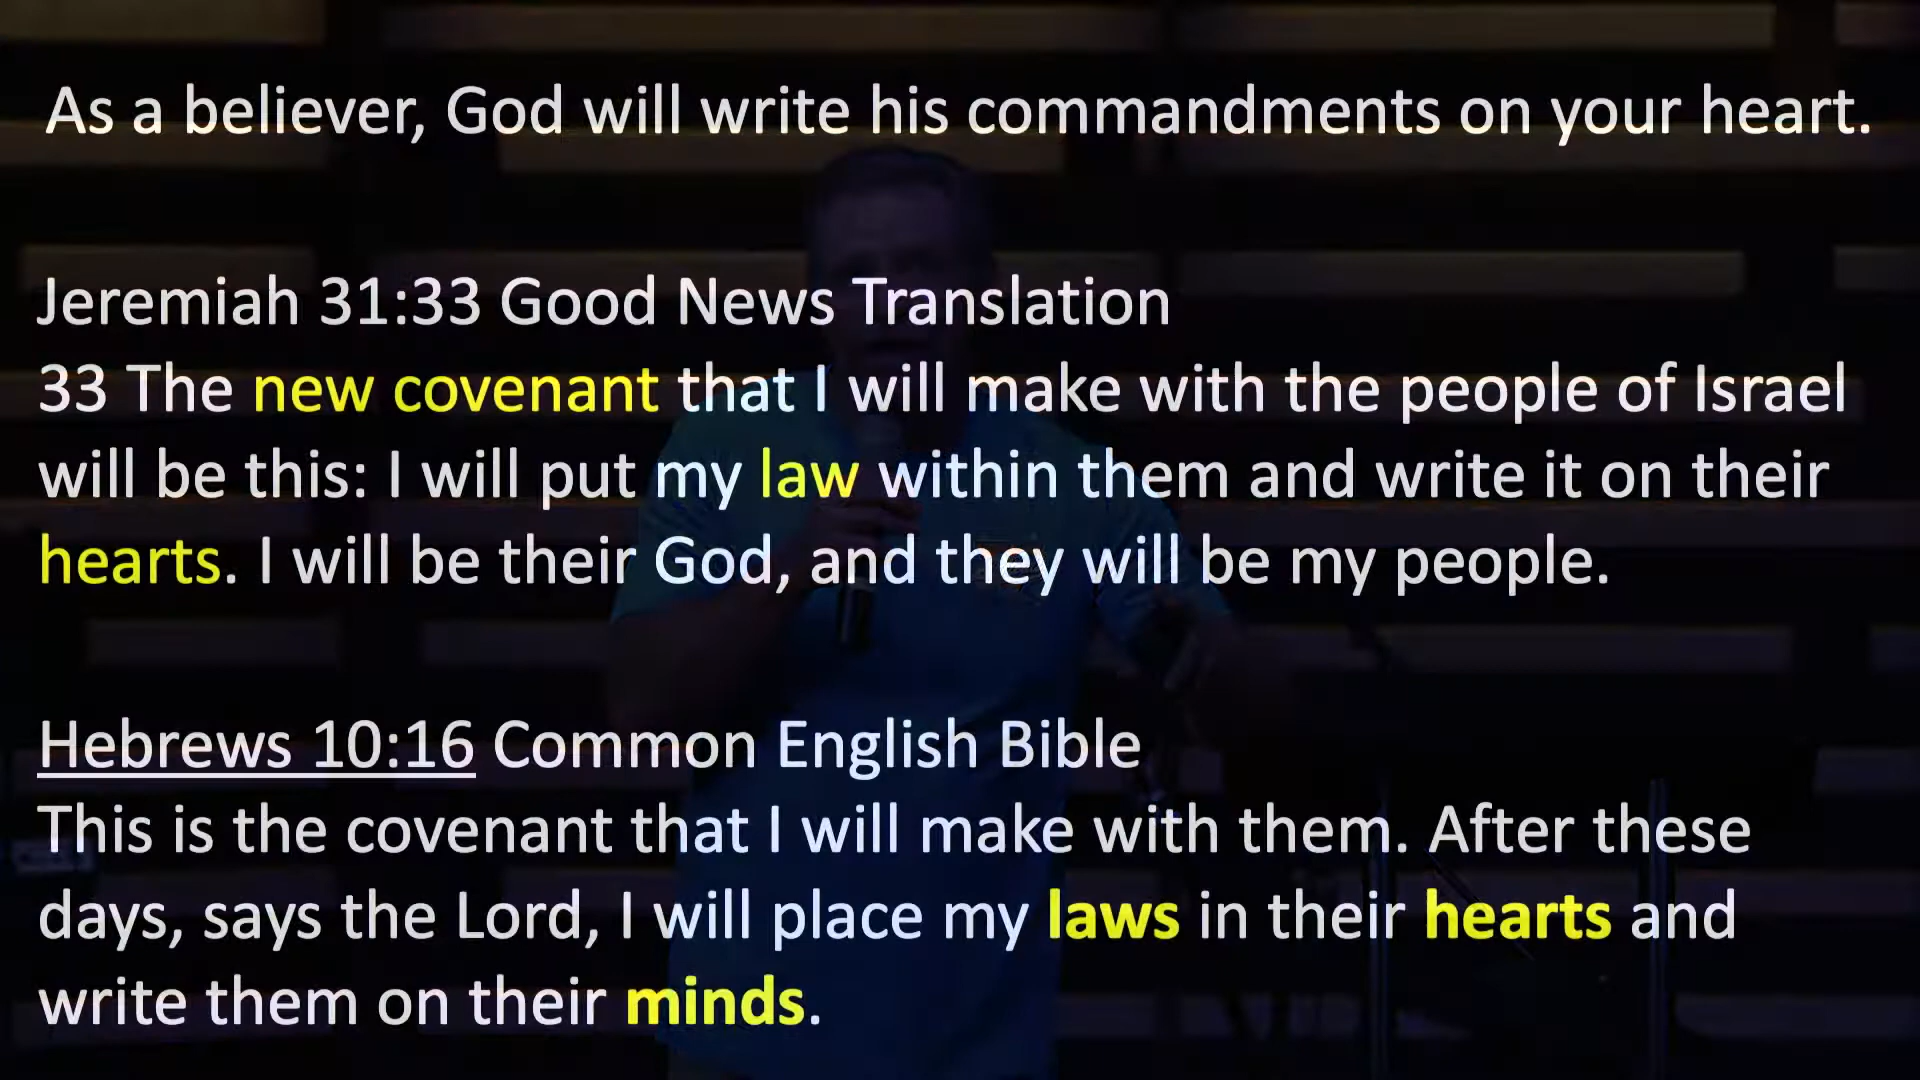 As a believer, God will write his commandments on your heart.
Jeremiah 31:33 Good News Translation
33 The new covenant that I will make with the people of Israel
will be this: I will put my law within them and write it on their
hearts. I will be their God, and they will be my people.
Hebrews 10:16 Common English Bible
This is the covenant that I will make with them. After these
days, says the Lord, I will place my laws in their hearts and
write them on their minds.